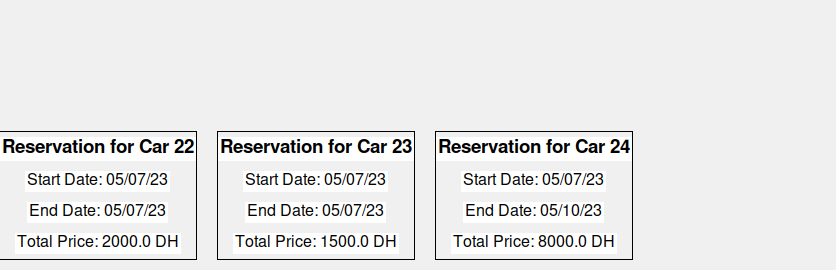 Reservation for Car 22
Start Date: 05/07/23
End Date: 05/07/23
Total Price: 2000.0 DH
Reservation for Car 23
Start Date: 05/07/23
End Date: 05/07/23
Total Price: 1500.0 DH
Reservation for Car 24
Start Date: 05/07/23
End Date: 05/10/23
Total Price: 8000.0 DH